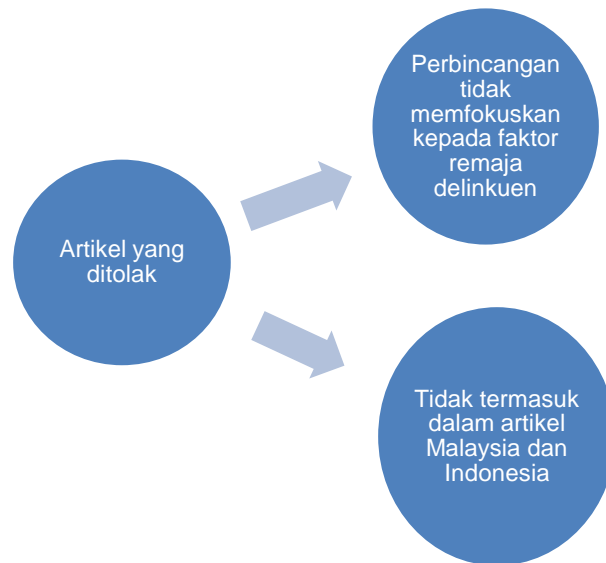 Perbincangan
tidak
memfokuskan
kepada faktor
remaja
delinkuen
Artikel yang
ditolak
Tidak termasuk
dalam artikel
Malaysia dan
Indonesia